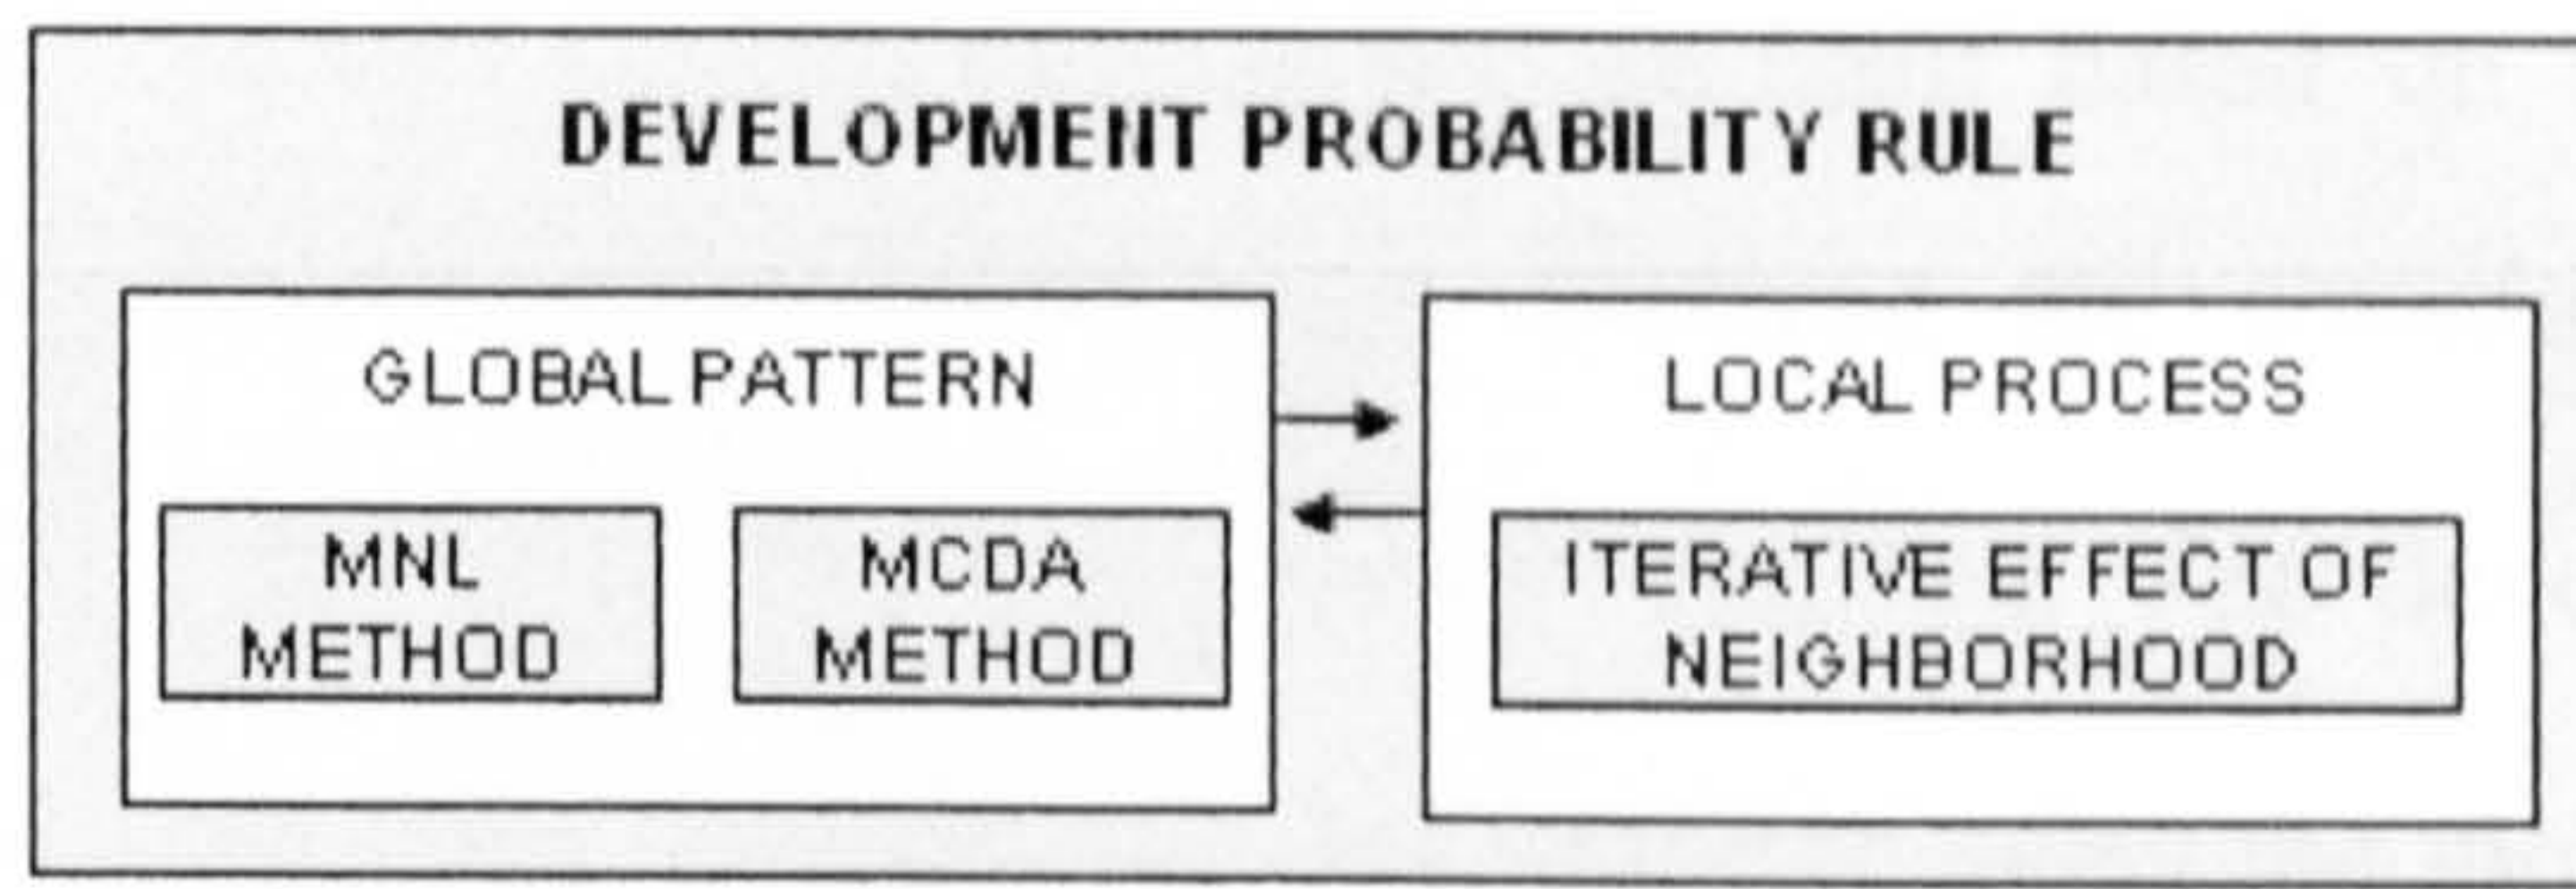 DEVELOPMENT PROBABILITY RULE
GLOBAL PATTERN
MNL
METHOD
MCDA
METHOD
LOCAL PROCESS
ITERATIVE EFFECT OF
NEIGHBORHOOD